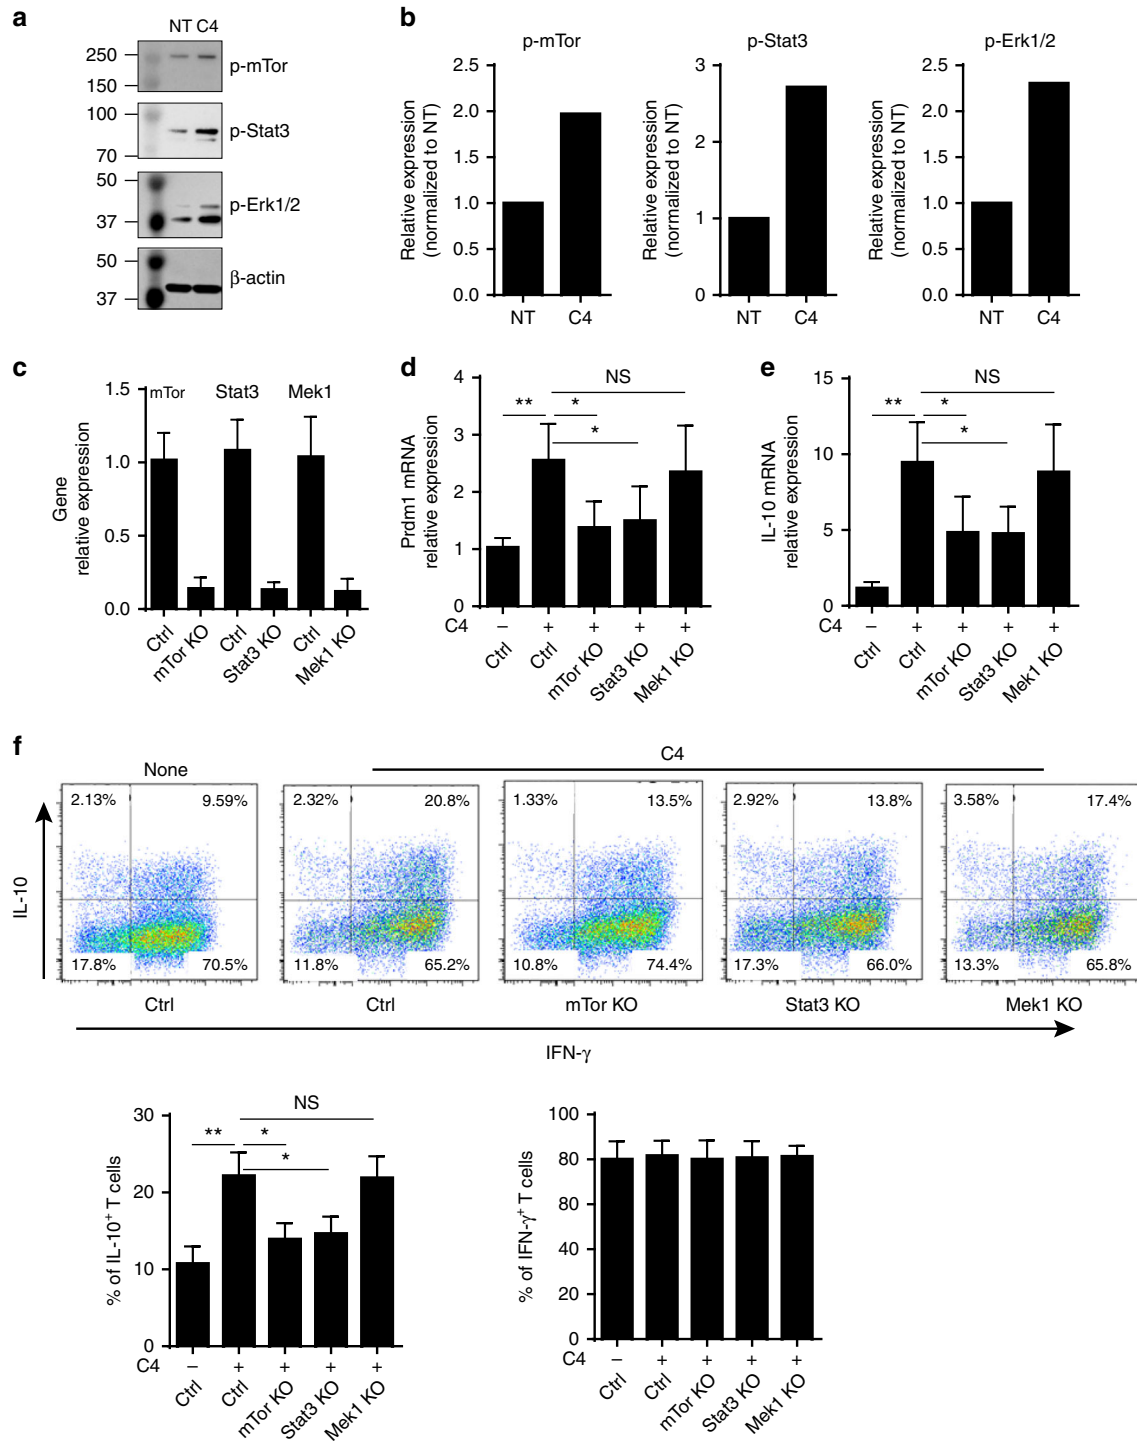 a
NT C4
250
150
p-mTor
100
70
p-Stat3
50
37
p-Erk1/2
50
37
β-actin
b
p-mTor
Relative expression
(normalized to NT)
2.5
2.0
1.5
1.0
0.5
0.0
NT C4
p-Stat3
Relative expression
(normalized to NT)
3
2
1
0
NT C4
p-Erk1/2
Relative expression
(normalized to NT)
2.5
2.0
1.5
1.0
0.5
0.0
NT C4
c
Gene
relative expression
1.5
1.0
0.5
0.0
mTor Stat3 Mek1
Ctrl
mTor KO
Ctrl
Stat3 KO
Ctrl
Mek1 KO
d
Prdm1 mRNA
relative expression
4
3
2
1
0
NS
** *
*
C4 – + + + +
Ctrl
Ctrl
mTor KO
Stat3 KO
Mek1 KO
e
IL-10 mRNA
relative expression
15
10
5
0
NS
** *
*
C4 – + + + +
Ctrl
Ctrl
mTor KO
Stat3 KO
Mek1 KO
f
None
C4
IL-10
2.13% 9.59%
17.8% 70.5%
Ctrl
2.32% 20.8%
11.8% 65.2%
Ctrl
1.33% 13.5%
10.8% 74.4%
mTor KO
2.92% 13.8%
17.3% 66.0%
Stat3 KO
3.58% 17.4%
13.3% 65.8%
Mek1 KO
IFN-γ
% of IL-10+ T cells
30
20
10
0
NS
** *
*
C4 – + + + +
Ctrl
Ctrl
mTor KO
Stat3 KO
Mek1 KO
% of IFN-γ+ T cells
100
80
80
40
20
0
C4 – + + + +
Ctrl
Ctrl
mTor KO
Stat3 KO
Mek1 KO